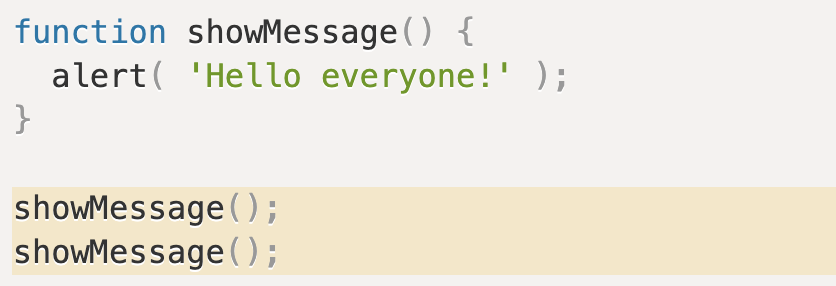 function showMessage() {
  alert( 'Hello everyone!' );
}

showMessage();
showMessage();